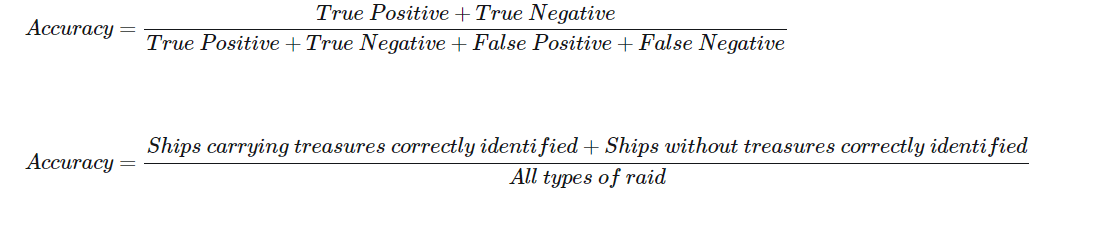 Accuracy = True Positive + True Negative / True Positive + True Negative + False Positive + False Negative
Accuracy = Ships carrying treasures correctly identified + Ships without treasures correctly identified / All types of raid